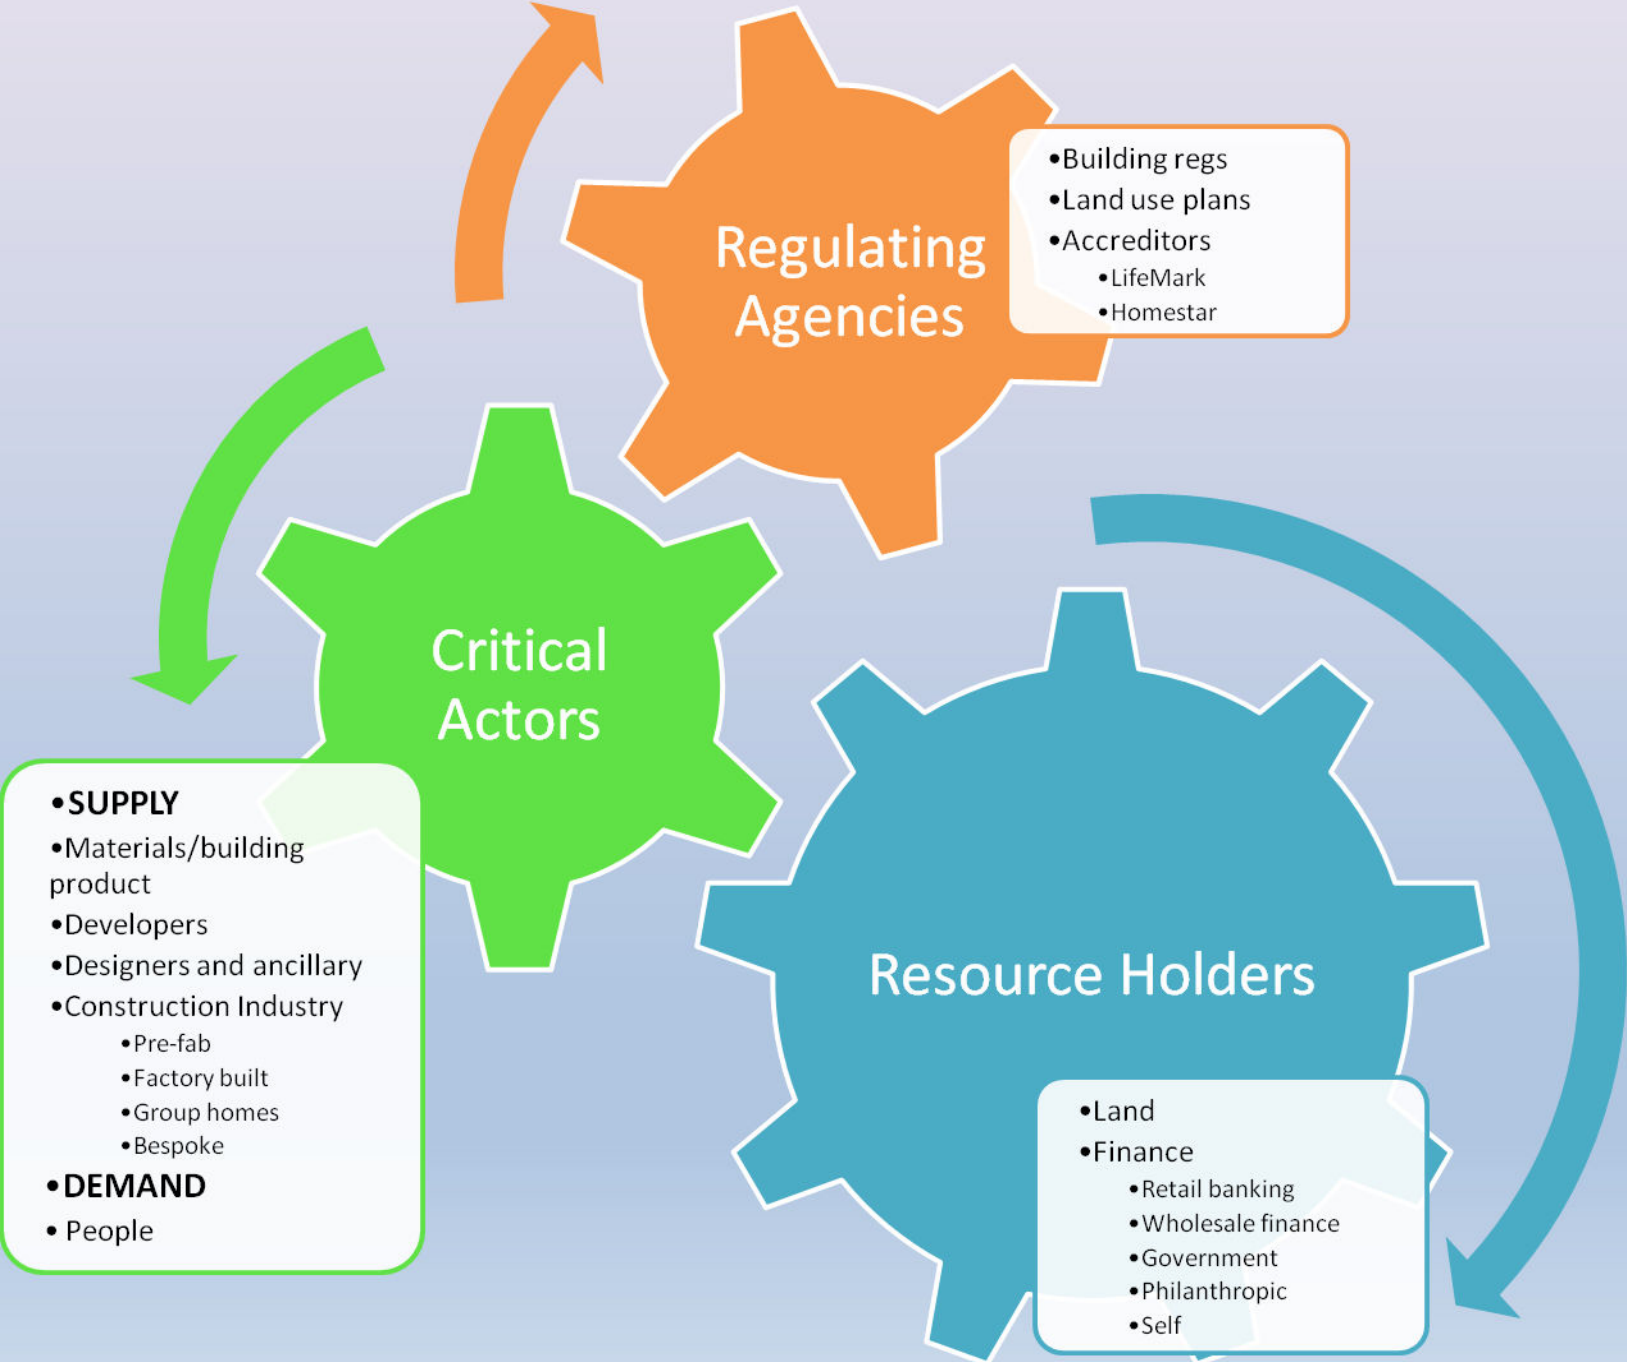 Regulating
Agencies
•Building regs
•Land use plans
•Accreditors
•LifeMark
•Homestar
Critical
Actors
•SUPPLY
•Materials/building
product
•Developers
•Designers and ancillary
•Construction Industry
•Pre-fab
•Factory built
•Group homes
•Bespoke
•DEMAND
• People
Resource Holders
•Land
•Finance
•Retail banking
•Wholesale finance
•Government
•Philanthropic
•Self